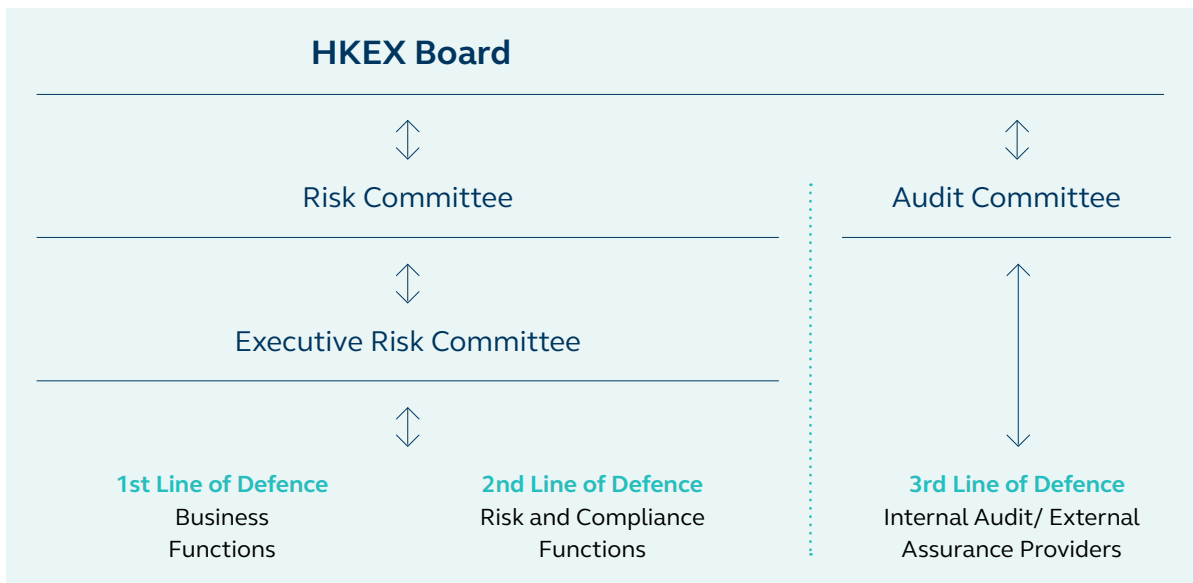 HKEX Board
Risk Committee
Audit Committee
Executive Risk Committee
1st Line of Defence
Business
Functions
2nd Line of Defence
Risk and Compliance
Functions
3rd Line of Defence
Internal Audit/ External
Assurance Providers